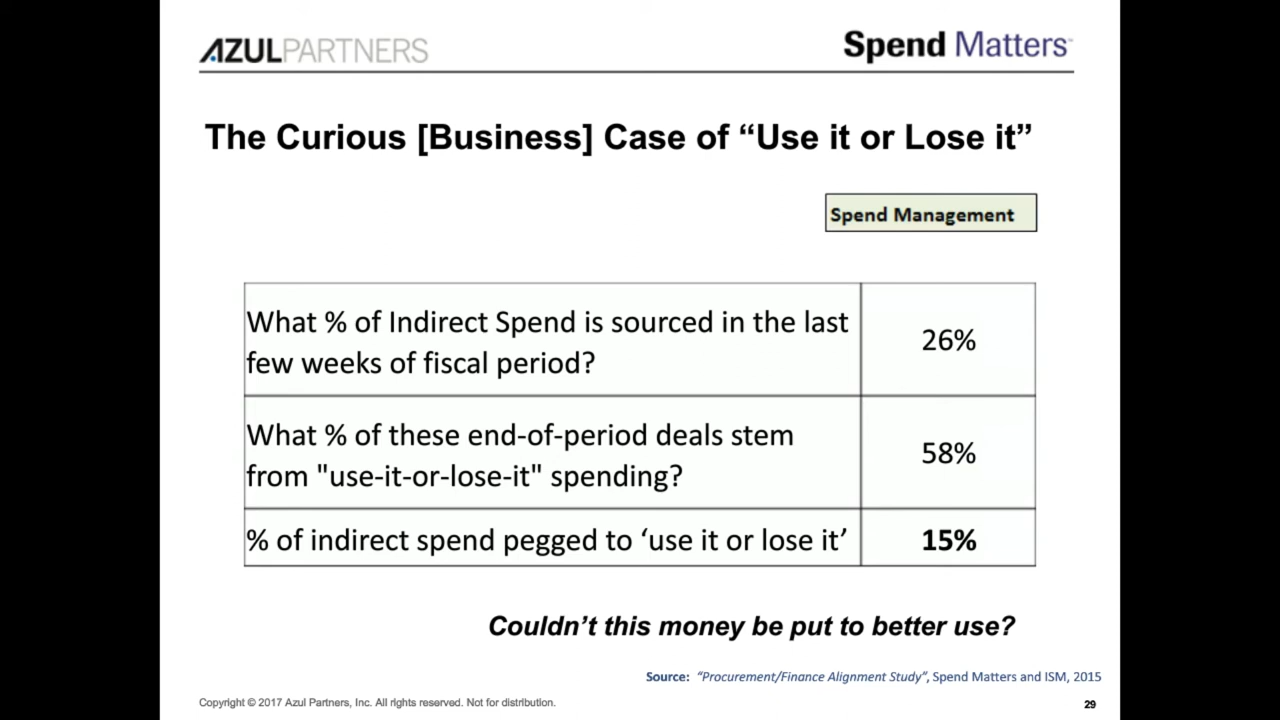 AZULPARTNERS
Spend Matters™
The Curious [Business] Case of “Use it or Lose it”
Spend Management
What % of Indirect Spend is sourced in the last
few weeks of fiscal period?
26%
What % of these end-of-period deals stem
from "use-it-or-lose-it" spending?
58%
% of indirect spend pegged to ‘use it or lose it’
15%
Couldn’t this money be put to better use?
Source: “Procurement/Finance Alignment Study”, Spend Matters and ISM, 2015
Copyright © 2017 Azul Partners, Inc. All rights reserved. Not for distribution.
29